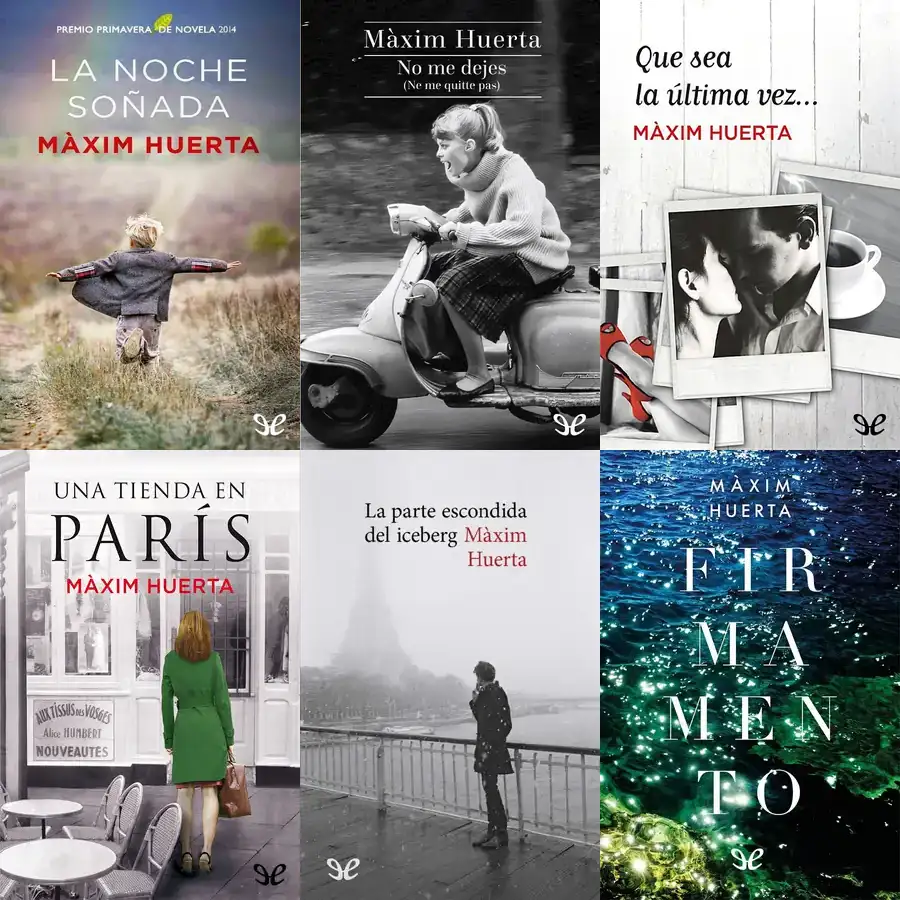 PREMIO PRIMAVERA DE NOVELA 2014
LA NOCHE
SOÑADA
MÀXIM HUERTA
Màxim Huerta
No me dejes
(Ne me quitte pas)
Que sea
la última vez...
MÀXIM HUERTA
UNA TIENDA EN
PARÍS
MÀXIM HUERTA
AUX TISSUS DES VOSGES
Alice HUMBERT
NOUVEAUTES
La parte escondida
del iceberg Màxim
Huerta
MÀXIM
HUERTA
FIR
MA
MEN
TO